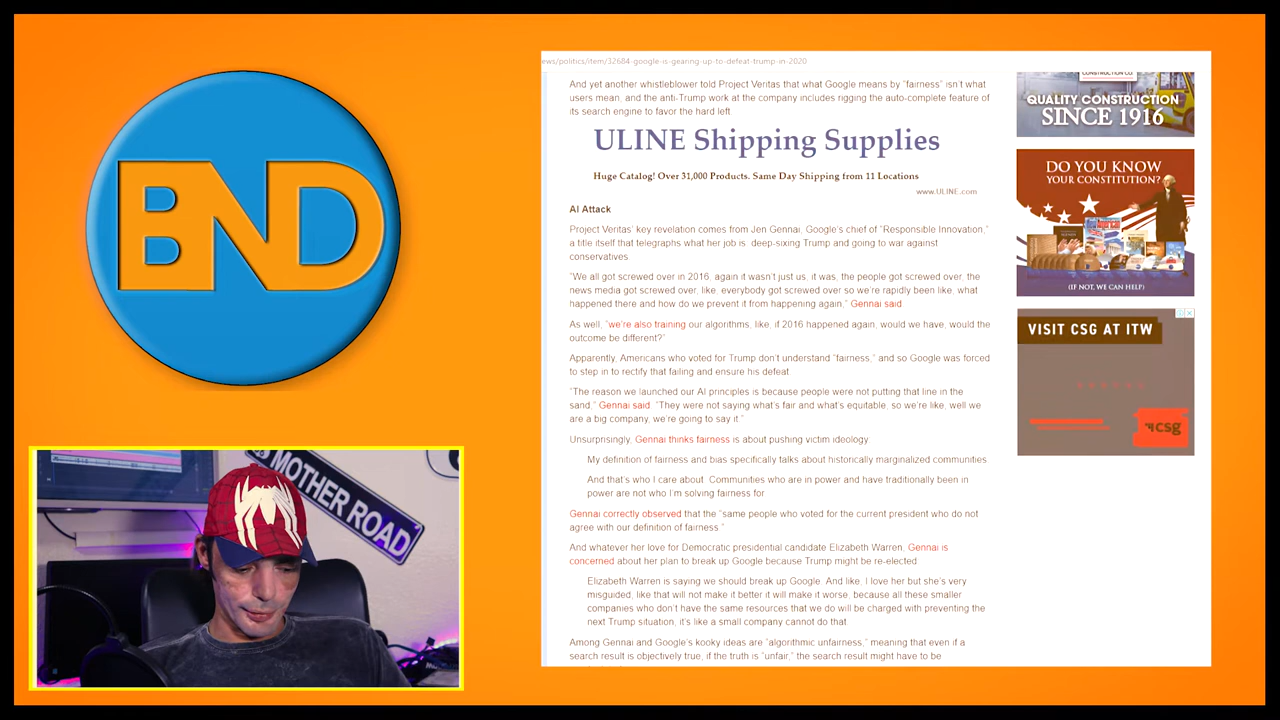 BND
MOTHER ROAD
ews/politics/item/32684-google-is-gearing-up-to-defeat-trump-in-2020
And yet another whistleblower told Project Veritas that what Google means by "fairness" isn't what
users mean, and the anti-Trump work at the company includes rigging the auto-complete feature of
its search engine to favor the hard left.
ULINE Shipping Supplies
Huge Catalog! Over 31,000 Products. Same Day Shipping from 11 Locations
www.ULINE.com
AI Attack
Project Veritas' key revelation comes from Jen Gennai, Google's chief of "Responsible Innovation,"
a title itself that telegraphs what her job is: deep-sixing Trump and going to war against
conservatives.
"We all got screwed over in 2016, again it wasn't just us, it was, the people got screwed over, the
news media got screwed over, like, everybody got screwed over so we're rapidly been like, what
happened there and how do we prevent it from happening again," Gennai said.
As well, "we're also training our algorithms, like, if 2016 happened again, would we have, would the
outcome be different?"
Apparently, Americans who voted for Trump don't understand "fairness," and so Google was forced
to step in to rectify that failing and ensure his defeat.
"The reason we launched our AI principles is because people were not putting that line in the
sand," Gennai said. "They were not saying what's fair and what's equitable, so we're like, well we
are a big company, we're going to say it."
Unsurprisingly, Gennai thinks fairness is about pushing victim ideology
My definition of fairness and bias specifically talks about historically marginalized communities.
And that's who I care about. Communities who are in power and have traditionally been in
power are not who I'm solving fairness for.
Gennai correctly observed that the "same people who voted for the current president who do not
agree with our definition of fairness."
And whatever her love for Democratic presidential candidate Elizabeth Warren, Gennai is
concerned about her plan to break up Google because Trump might be re-elected
Elizabeth Warren is saying we should break up Google. And like, I love her but she's very
misguided, like that will not make it better it will make it worse, because all these smaller
companies who don't have the same resources that we do will be charged with preventing the
next Trump situation, it's like a small company cannot do that.
Among Gennai and Google's kooky ideas are "algorithmic unfairness," meaning that even if a
search result is objectively true, if the truth is "unfair," the search result might have to be
CONSTRUCTION CO.
QUALITY CONSTRUCTION
SINCE 1916
DO YOU KNOW
YOUR CONSTITUTION?
(IF NOT, WE CAN HELP)
VISIT CSG AT ITW
csg